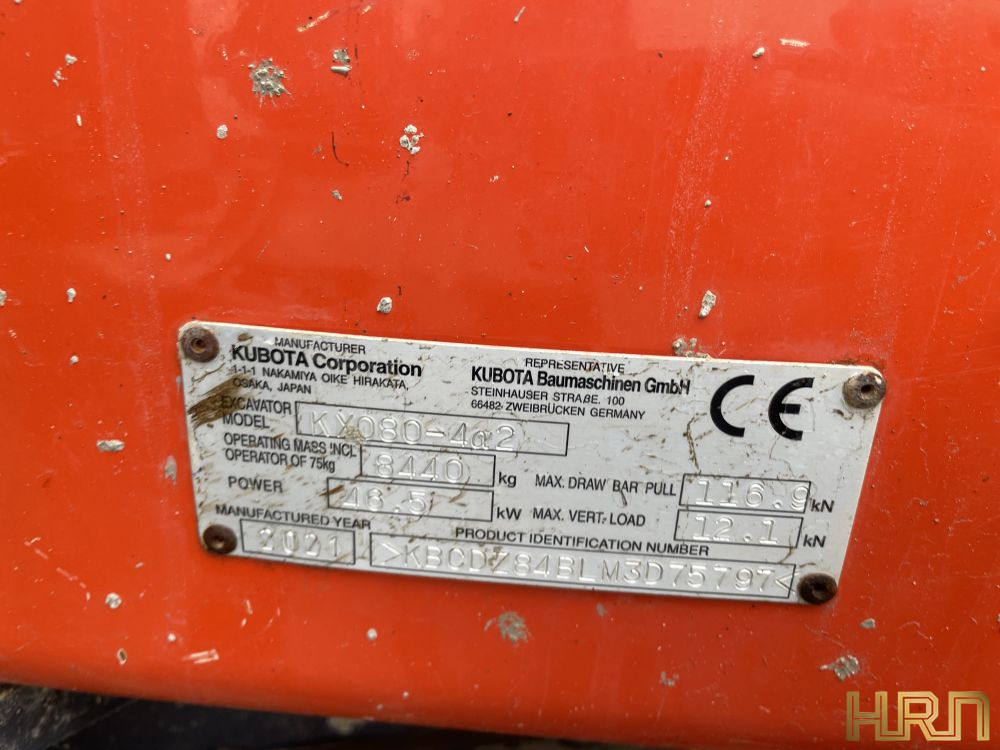 MANUFACTURER
KUBOTA Corporation
1-1-1 NAKAMIYA OIKE HIRAKATA,
OSAKA, JAPAN
REPRESENTATIVE
KUBOTA Baumaschinen GmbH
STEINHAUSER STRAßE. 100
66482 ZWEIBRÜCKEN GERMANY
CE
EXCAVATOR MODEL KX080-4α2
OPERATING MASS INCL
OPERATOR OF 75kg 8440 kg
MAX. DRAW BAR PULL 116.9 kN
POWER 46.5 kW
MAX. VERT. LOAD 12.1 kN
MANUFACTURED YEAR
2021
PRODUCT IDENTIFICATION NUMBER
>KBCDZ84BLM3D75797<
HRN